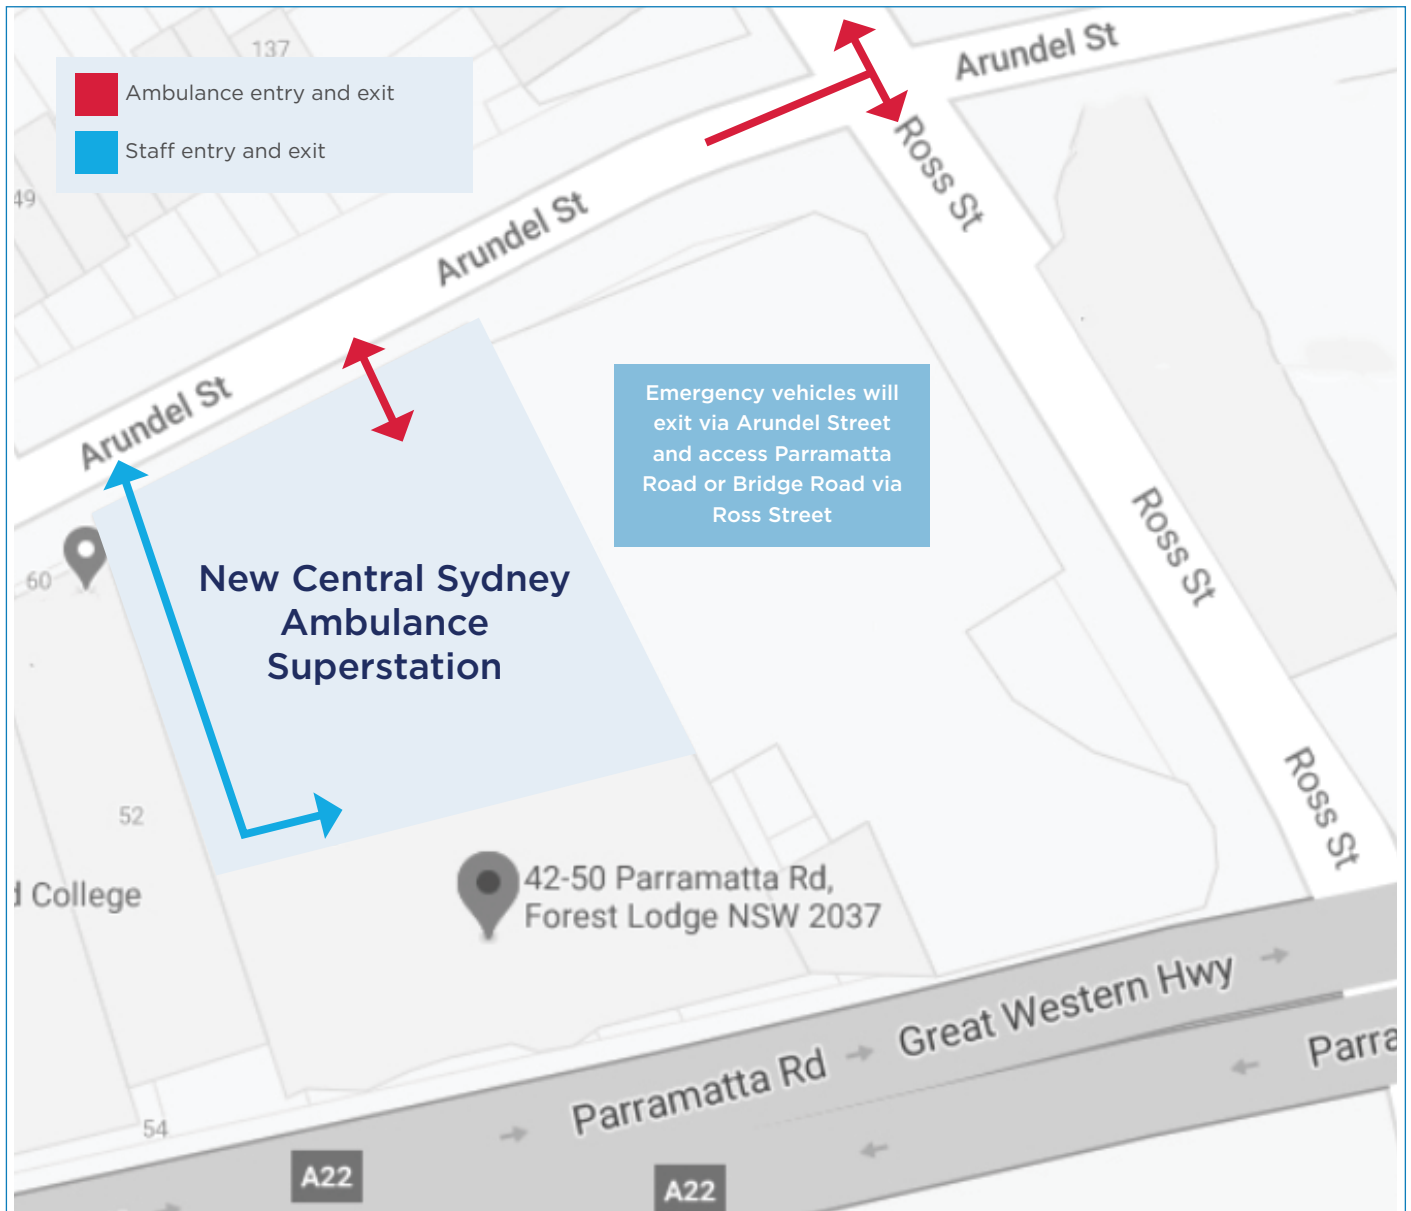 137
Ambulance entry and exit
Staff entry and exit
49
Arundel St
Ross St
Arundel St
Arundel St
Emergency vehicles will
exit via Arundel Street
and access Parramatta
Road or Bridge Road via
Ross Street
60
New Central Sydney
Ambulance
Superstation
Ross St
52
Ross St
d College
42-50 Parramatta Rd,
Forest Lodge NSW 2037
Great Western Hwy
Parramatta Rd
Parra
54
A22
A22